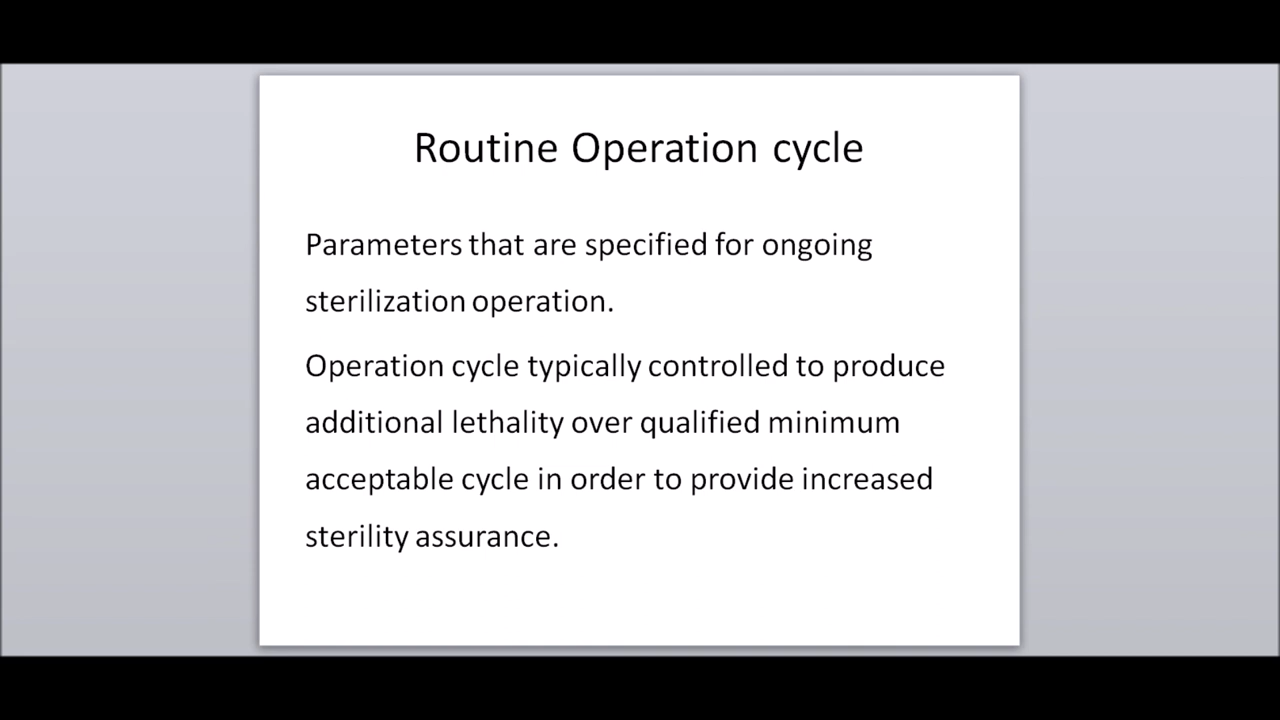 Routine Operation cycle
Parameters that are specified for ongoing
sterilization operation.
Operation cycle typically controlled to produce
additional lethality over qualified minimum
acceptable cycle in order to provide increased
sterility assurance.